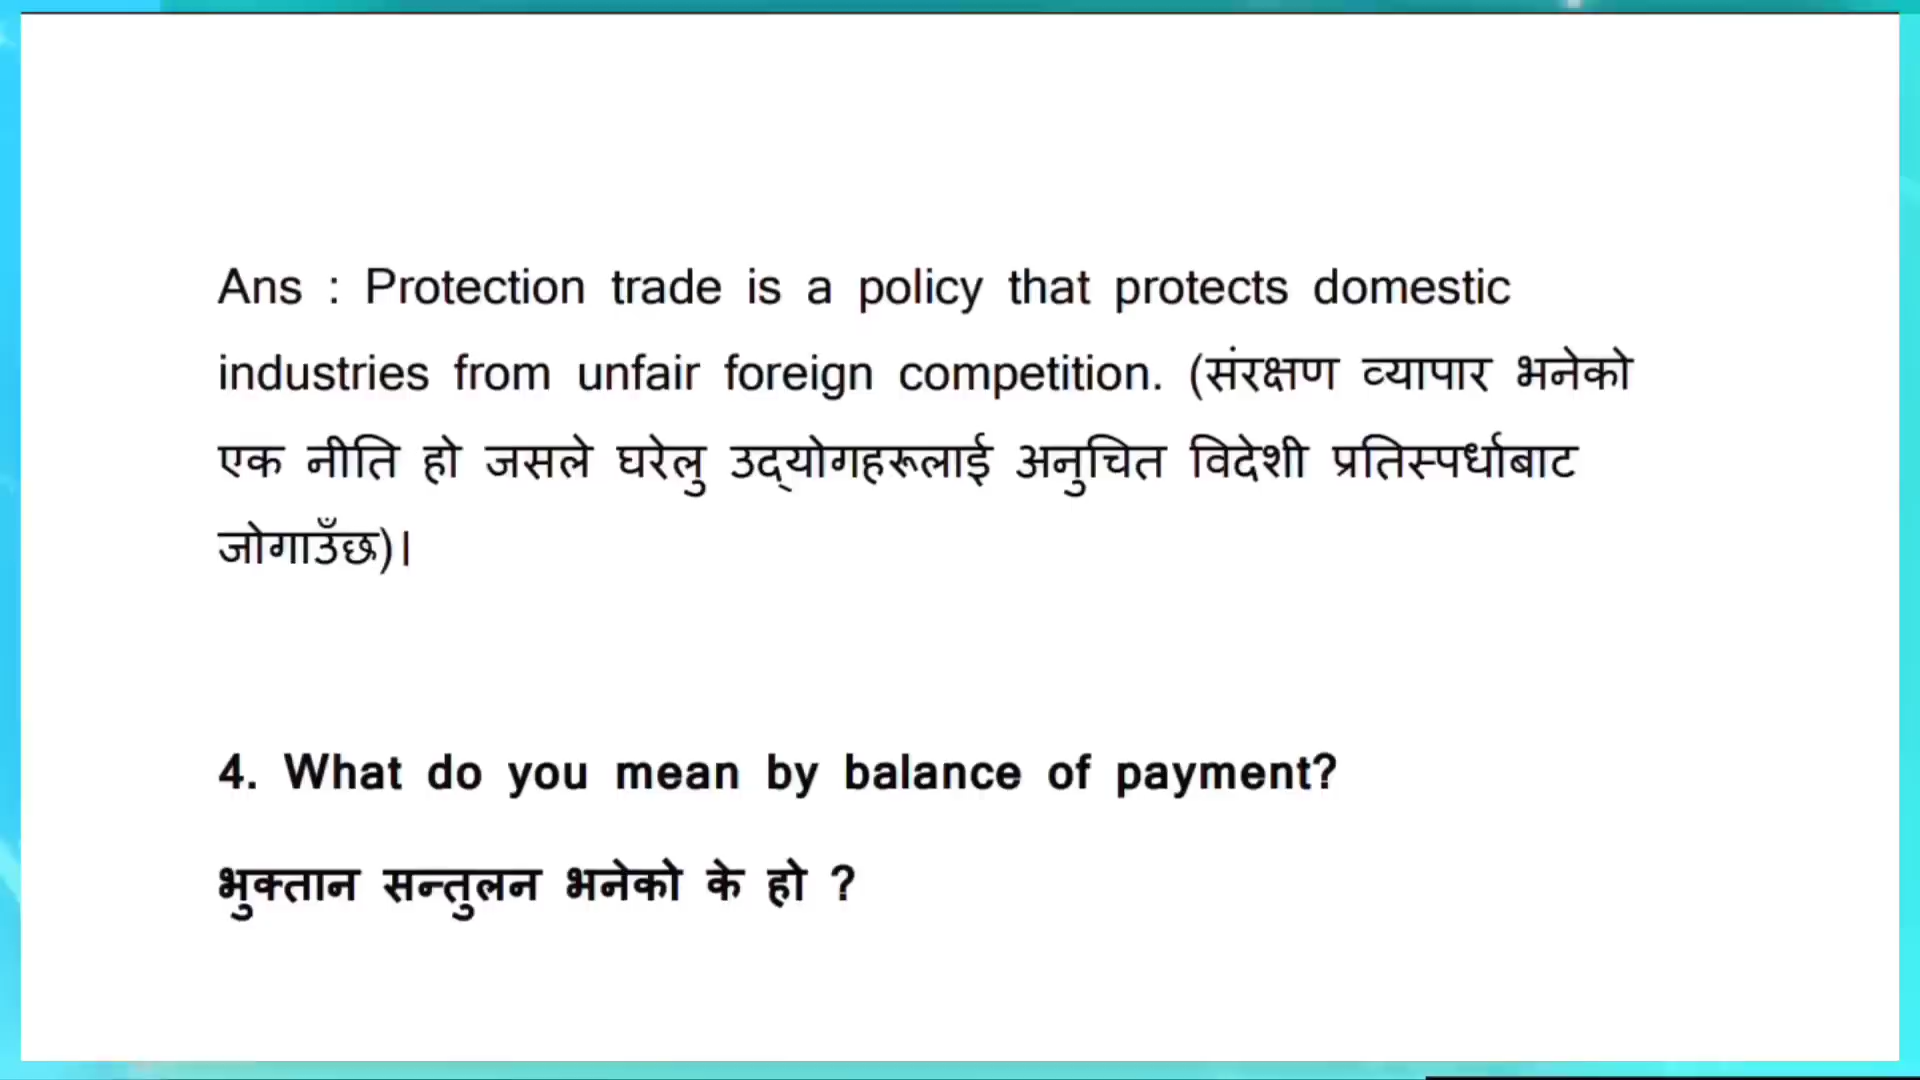 Ans : Protection trade is a policy that protects domestic
industries from unfair foreign competition. (संरक्षण व्यापार भनेको
एक नीति हो जसले घरेलु उद्‌योगहरूलाई अनुचित विदेशी प्रतिस्पर्धाबाट
जोगाउँछ)।
4. What do you mean by balance of payment?
भुक्तान सन्तुलन भनेको के हो ?